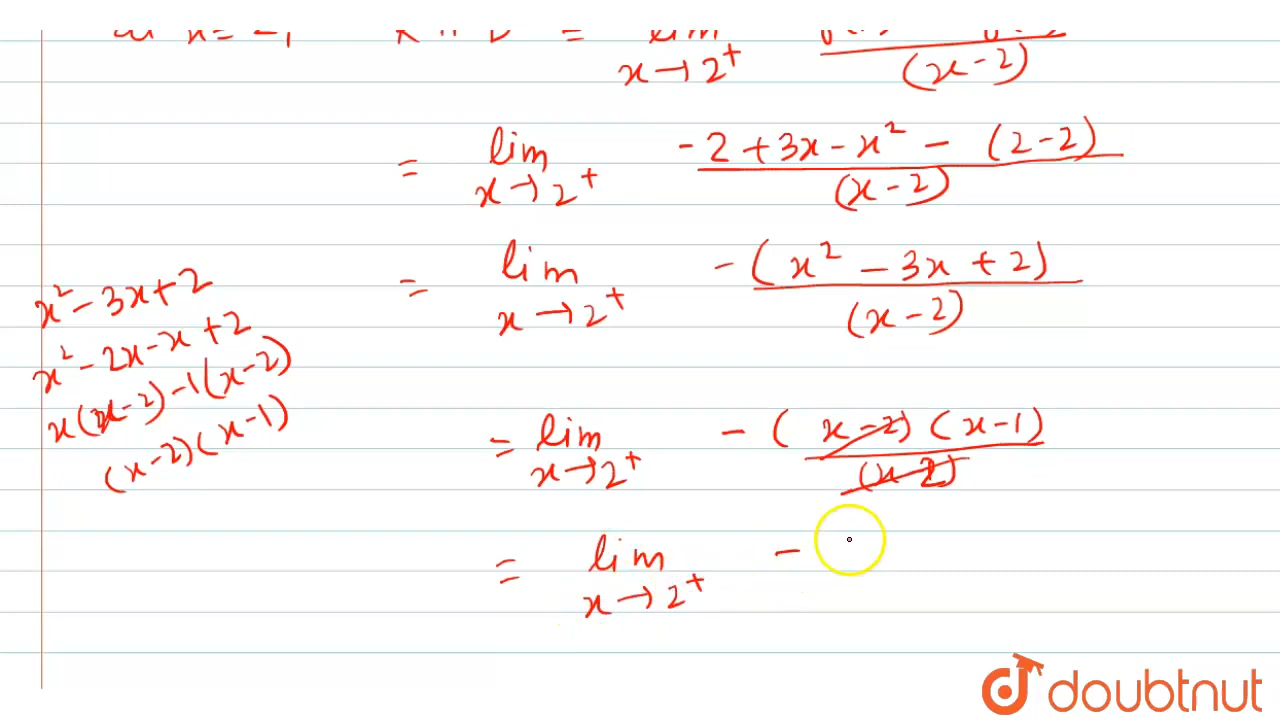 lim
x→2⁺ (x-2)
= lim x→2⁺ -2+3x-x² - (2-2) / (x-2)
= lim x→2⁺ -(x² - 3x + 2) / (x-2)
x² - 3x + 2
x² - 2x - x + 2
x(x-2) - 1(x-2)
(x-2)(x-1)
= lim x→2⁺ - (x-2)(x-1) / (x-2)
= lim x→2⁺ -
doubtnut